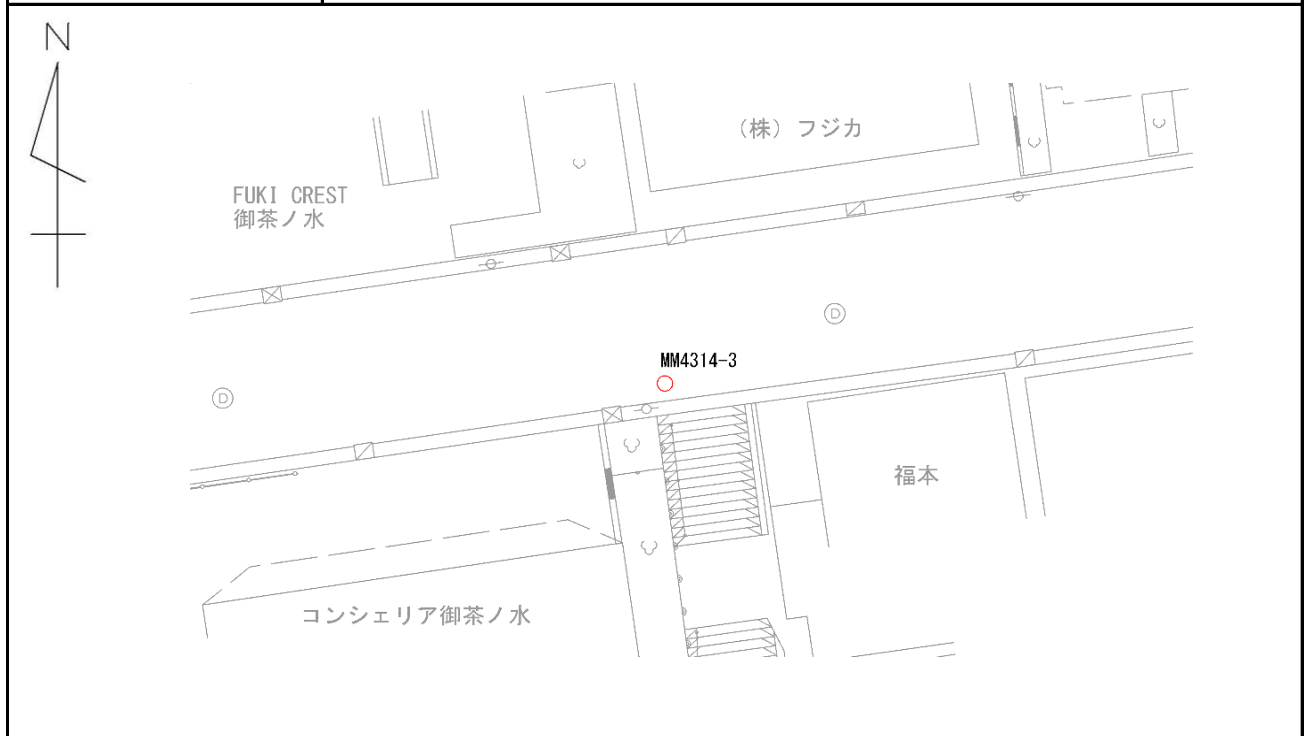 N
(株) フジカ
FUKI CREST
御茶ノ水
D
MM4314-3
D
福本
コンシェリア御茶ノ水